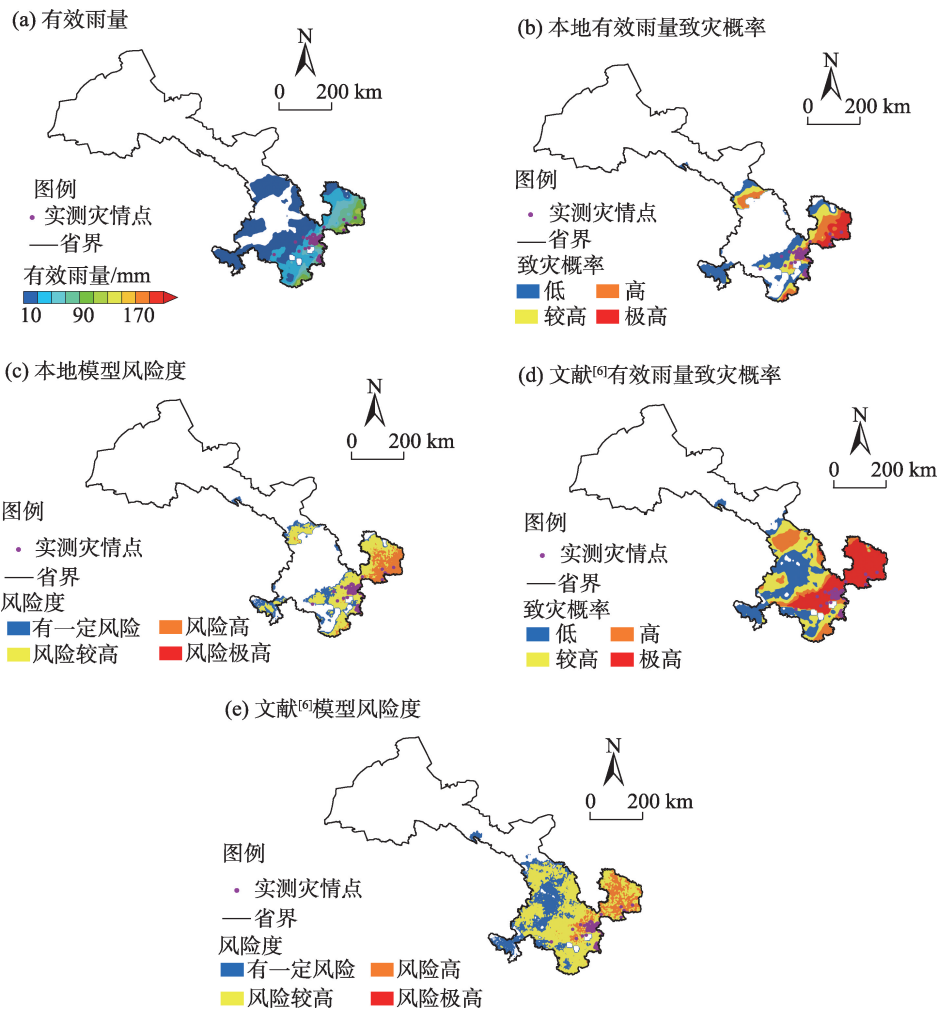 (a) 有效雨量
N
0 200 km
图例
实测灾情点
省界
有效雨量/mm
10 90 170
(b) 本地有效雨量致灾概率
N
0 200 km
图例
实测灾情点
省界
致灾概率
低 高
较高 极高
(c) 本地模型风险度
N
0 200 km
图例
实测灾情点
省界
风险度
有一定风险 风险高
风险较高 风险极高
(d) 文献[6]有效雨量致灾概率
N
0 200 km
图例
实测灾情点
省界
致灾概率
低 高
较高 极高
(e) 文献[6]模型风险度
N
0 200 km
图例
实测灾情点
省界
风险度
有一定风险 风险高
风险较高 风险极高